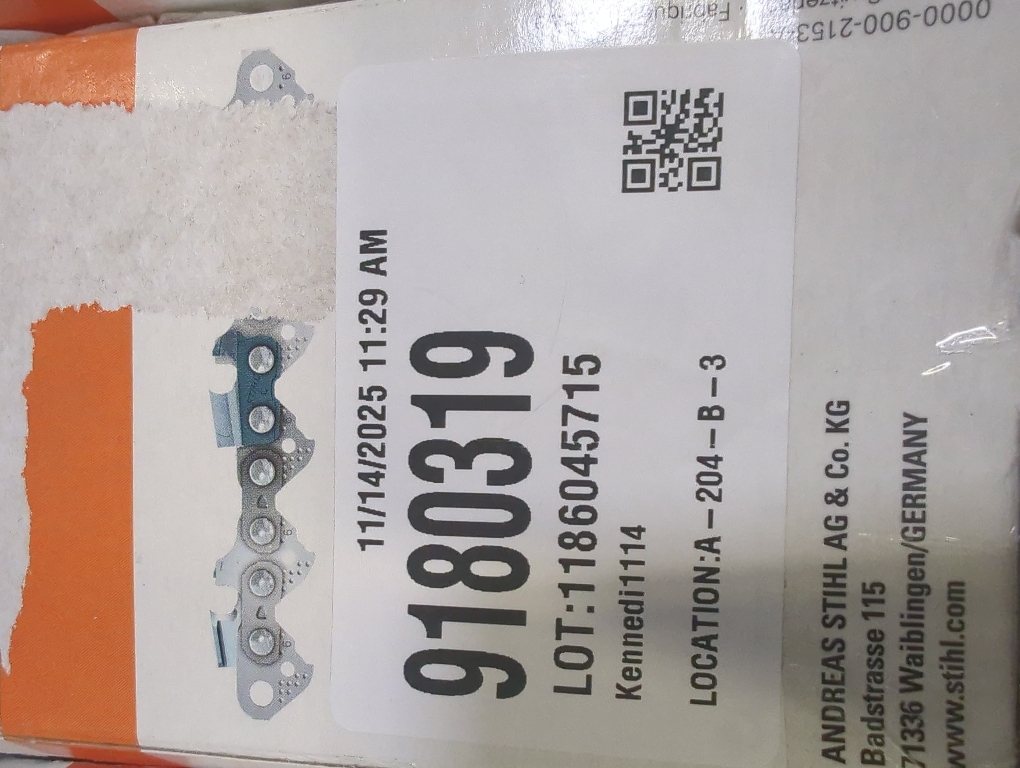 11/14/2025 11:29 AM
9180319
LOT:1186045715
Kennedi1114
LOCATION:A-204-B-3
ANDREAS STIHL AG & Co. KG
Badstrasse 115
71336 Waiblingen/GERMANY
www.stihl.com
0000-900-2153-A